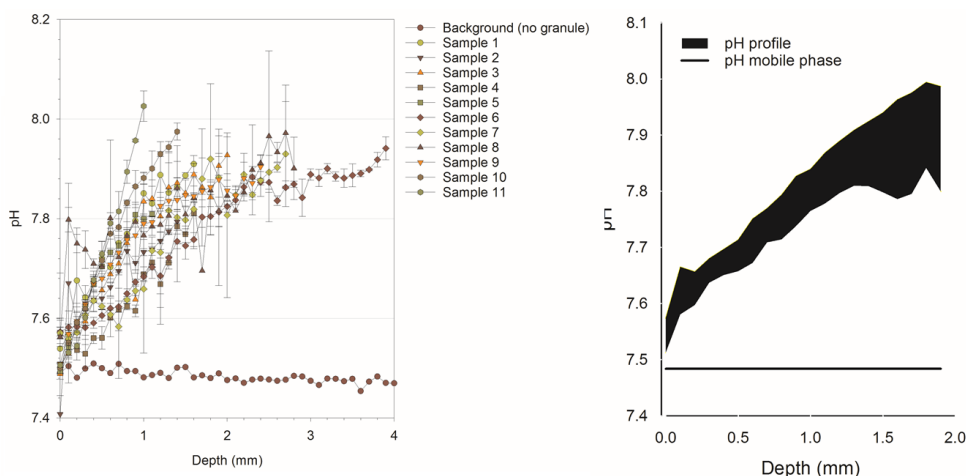 8.2
8.0
7.8
7.6
7.4
pH
0
1
2
3
4
Depth (mm)
Background (no granule)
Sample 1
Sample 2
Sample 3
Sample 4
Sample 5
Sample 6
Sample 7
Sample 8
Sample 9
Sample 10
Sample 11
8.1
8.0
7.9
7.8
7.7
7.6
7.5
7.4
pH
pH profile
pH mobile phase
0.0
0.5
1.0
1.5
2.0
Depth (mm)